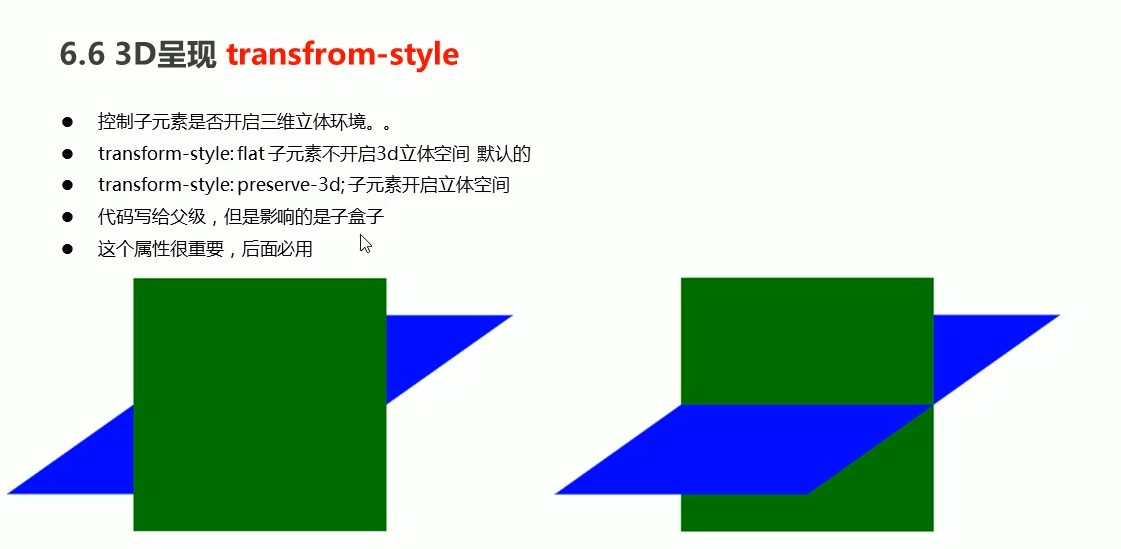 6.6 3D呈现 transfrom-style
● 控制子元素是否开启三维立体环境。。
● transform-style: flat 子元素不开启3d立体空间 默认的
● transform-style: preserve-3d; 子元素开启立体空间
● 代码写给父级，但是影响的是子盒子
● 这个属性很重要，后面必用